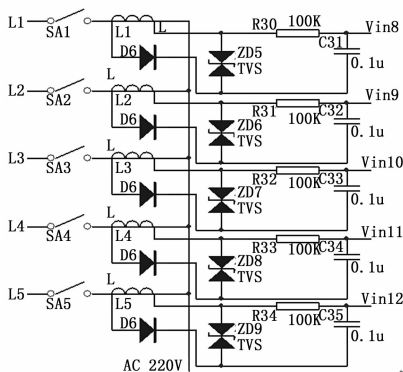 R30 100K C31 Vin8
L1 SA1 L1 L
D6 ZD5 TVS 0.1u
R31 100K C32 Vin9
L L2 SA2 L2
D6 ZD6 TVS 0.1u
R32 100K C33 Vin10
L L3 SA3 L3
D6 ZD7 TVS 0.1u
R33 100K C34 Vin11
L L4 SA4 L4
D6 ZD8 TVS 0.1u
R34 100K C35 Vin12
L L5 SA5 L5
D6 ZD9 TVS 0.1u
AC 220V